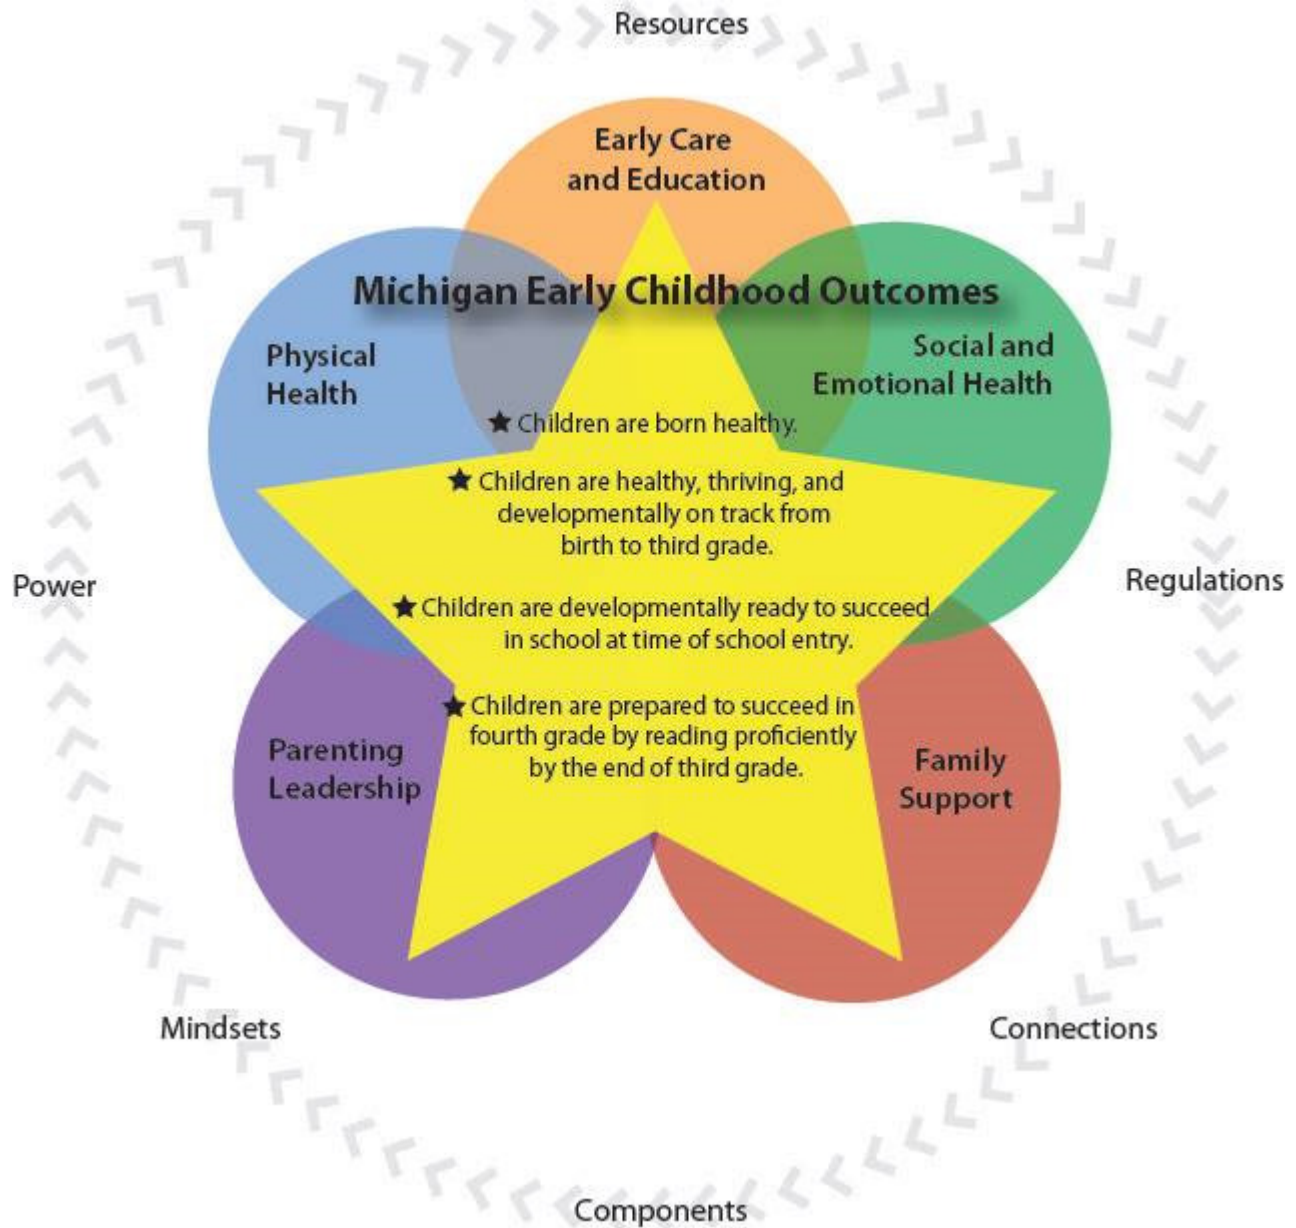 Resources
Early Care
and Education
Michigan Early Childhood Outcomes
Physical
Health
Social and
Emotional Health
★ Children are born healthy.
★ Children are healthy, thriving, and
developmentally on track from
birth to third grade.
Power
Regulations
★ Children are developmentally ready to succeed
in school at time of school entry.
★ Children are prepared to succeed in
fourth grade by reading proficiently
by the end of third grade.
Parenting
Leadership
Family
Support
Mindsets
Connections
Components